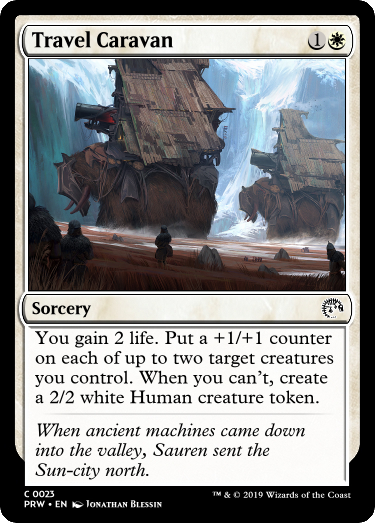 Travel Caravan 1
Sorcery
You gain 2 life. Put a +1/+1 counter
on each of up to two target creatures
you control. When you can't, create
a 2/2 white Human creature token.
When ancient machines came down
into the valley, Sauren sent the
Sun-city north.
C 0023
PRW • EN JONATHAN BLESSIN
™ & © 2019 Wizards of the Coast